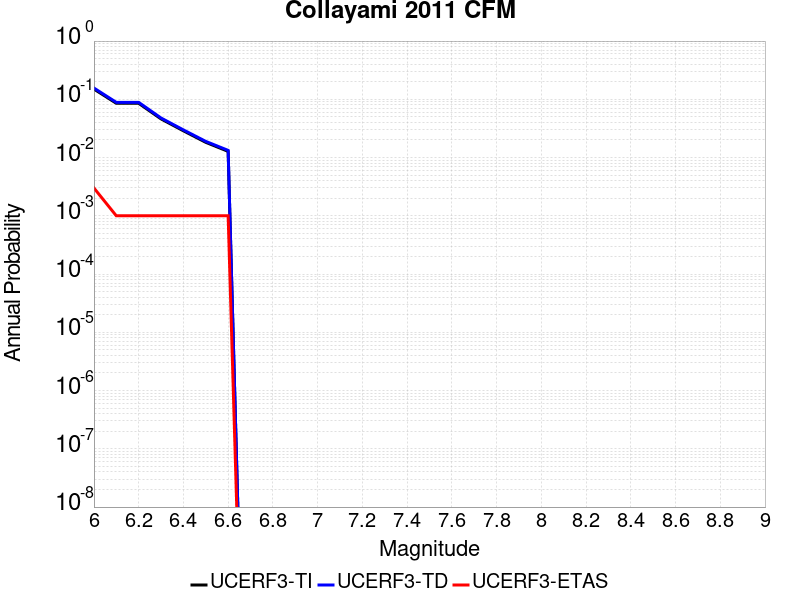 Collayami 2011 CFM
Annual Probability
10^0
10^-1
10^-2
10^-3
10^-4
10^-5
10^-6
10^-7
10^-8
6 6.2 6.4 6.6 6.8 7 7.2 7.4 7.6 7.8 8 8.2 8.4 8.6 8.8 9
Magnitude
UCERF3-TI UCERF3-TD UCERF3-ETAS